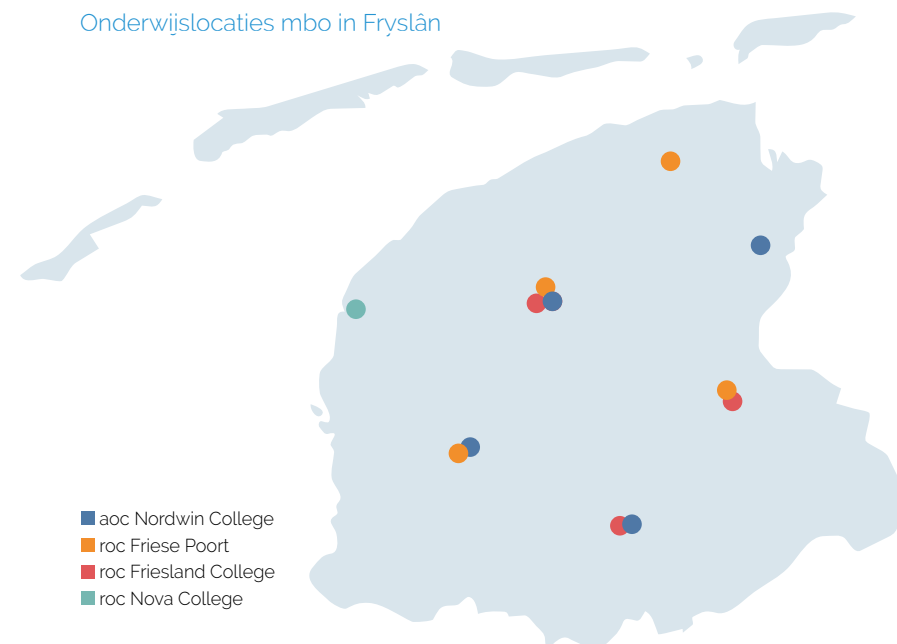 Onderwijslocaties mbo in Fryslân
aoc Nordwin College
roc Friese Poort
roc Friesland College
roc Nova College